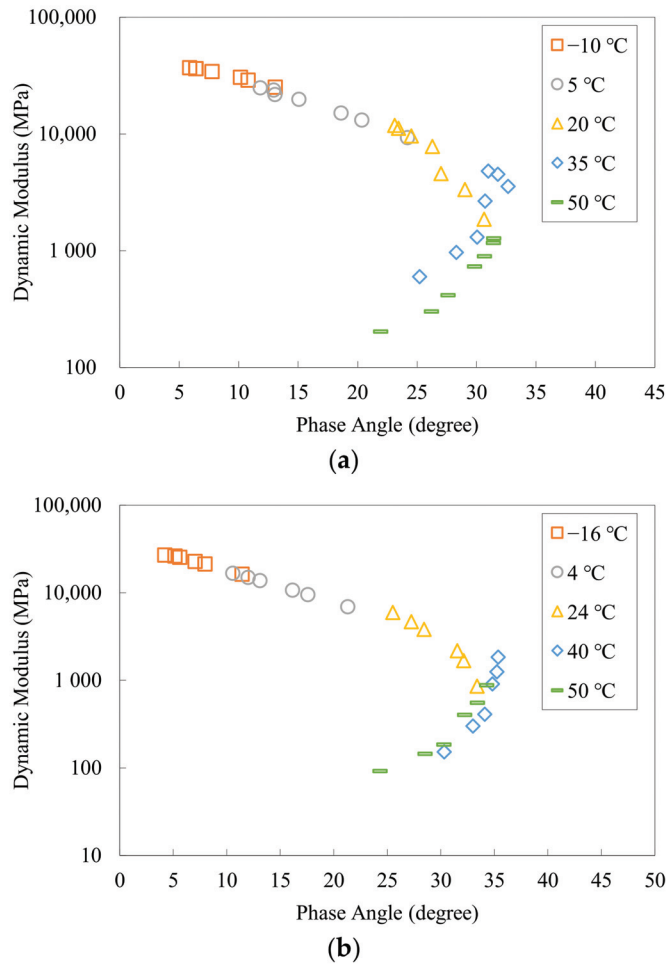 100,000
10,000
1 000
100
Dynamic Modulus (MPa)
−10 ℃
5 ℃
20 ℃
35 ℃
50 ℃
0 5 10 15 20 25 30 35 40 45
Phase Angle (degree)
(a)
100,000
10,000
1 000
100
10
Dynamic Modulus (MPa)
−16 ℃
4 ℃
24 ℃
40 ℃
50 ℃
0 5 10 15 20 25 30 35 40 45 50
Phase Angle (degree)
(b)